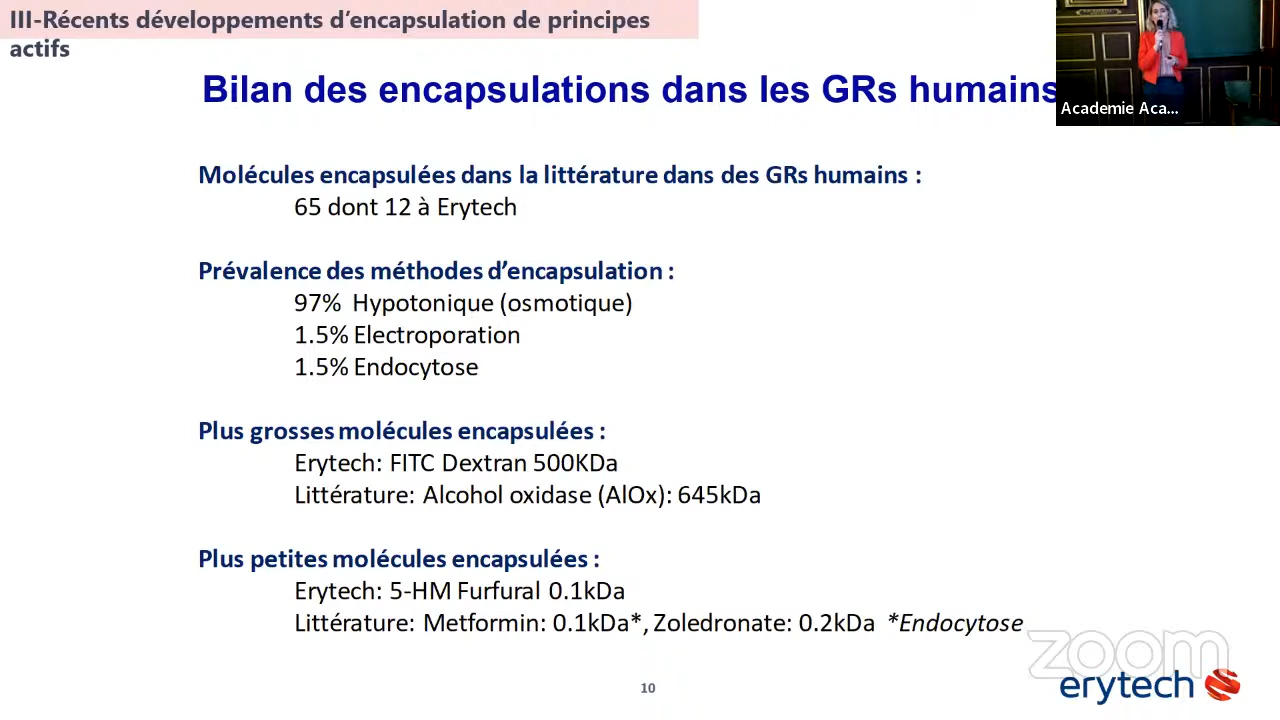 III-Récents développements d’encapsulation de principes
actifs
Bilan des encapsulations dans les GRs humains
Academie Aca...
Molécules encapsulées dans la littérature dans des GRs humains :
65 dont 12 à Erytech
Prévalence des méthodes d’encapsulation :
97% Hypotonique (osmotique)
1.5% Electroporation
1.5% Endocytose
Plus grosses molécules encapsulées :
Erytech: FITC Dextran 500KDa
Littérature: Alcohol oxidase (AlOx): 645kDa
Plus petites molécules encapsulées :
Erytech: 5-HM Furfural 0.1kDa
Littérature: Metformin: 0.1kDa*, Zoledronate: 0.2kDa *Endocytose
zoom
erytech
10